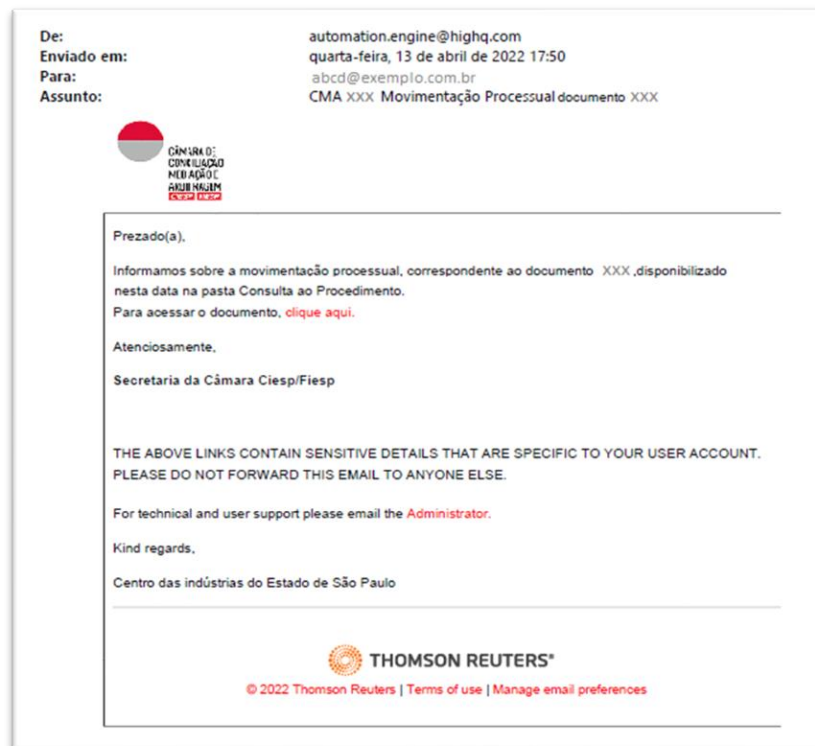 De: automation.engine@highq.com
Enviado em: quarta-feira, 13 de abril de 2022 17:50
Para: abcd@exemplo.com.br
Assunto: CMA XXX Movimentação Processual documento XXX
CÂMARA DE
CONCILIAÇÃO
MEDIAÇÃO E
ARBITRAGEM
CIESP FIESP
Prezado(a),
Informamos sobre a movimentação processual, correspondente ao documento XXX ,disponibilizado
nesta data na pasta Consulta ao Procedimento.
Para acessar o documento, clique aqui.
Atenciosamente,
Secretaria da Câmara Ciesp/Fiesp
THE ABOVE LINKS CONTAIN SENSITIVE DETAILS THAT ARE SPECIFIC TO YOUR USER ACCOUNT.
PLEASE DO NOT FORWARD THIS EMAIL TO ANYONE ELSE.
For technical and user support please email the Administrator.
Kind regards,
Centro das indústrias do Estado de São Paulo
THOMSON REUTERS®
© 2022 Thomson Reuters | Terms of use | Manage email preferences